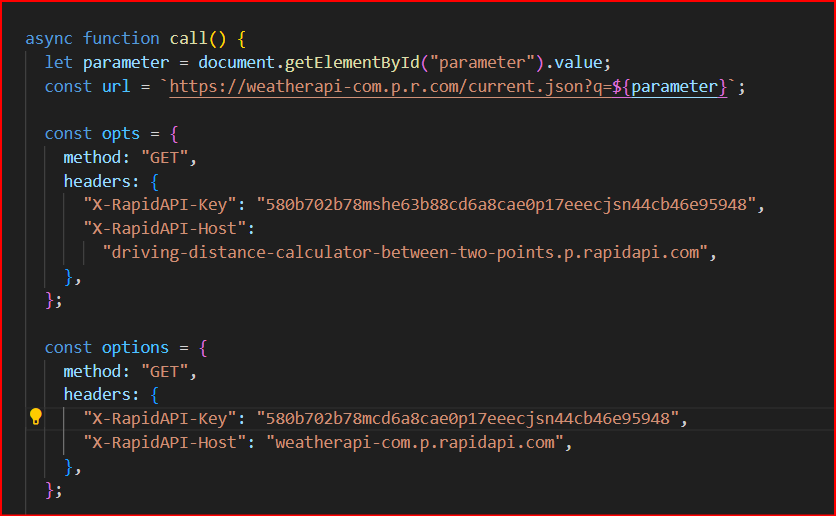 async function call() {
let parameter = document.getElementById("parameter").value;
const url = `https://weatherapi-com.p.r.com/current.json?q=${parameter}`;
const opts = {
method: "GET",
headers: {
"X-RapidAPI-Key": "580b702b78mshe63b88cd6a8cae0p17eeecjsn44cb46e95948",
"X-RapidAPI-Host":
"driving-distance-calculator-between-two-points.p.rapidapi.com",
},
};
const options = {
method: "GET",
headers: {
"X-RapidAPI-Key": "580b702b78mcd6a8cae0p17eeecjsn44cb46e95948",
"X-RapidAPI-Host": "weatherapi-com.p.rapidapi.com",
},
};